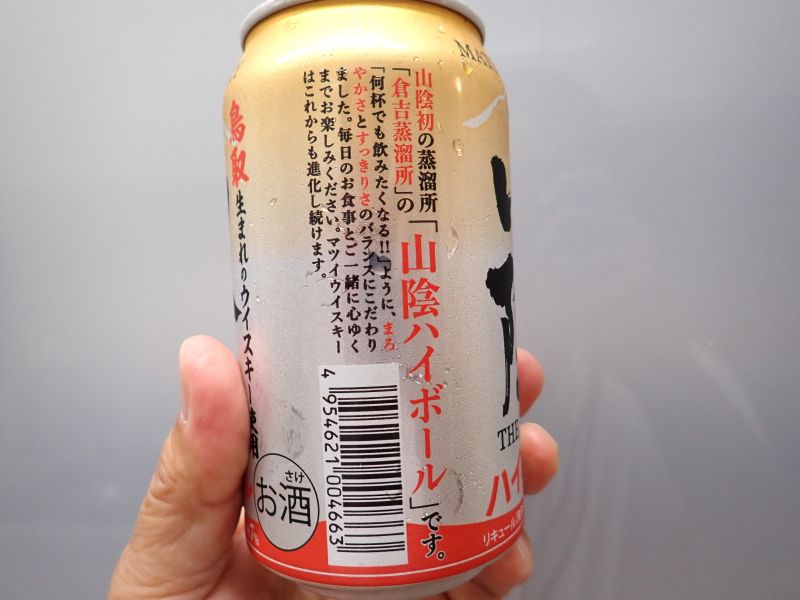 山陰初の蒸溜所
「倉吉蒸溜所」の
「山陰ハイボール」です。
「何杯でも飲みたくなる!!」ように、まろ
やかさとすっきりさのバランスにこだわり
ました。毎日のお食事とご一緒に心ゆく
までお楽しみください。マツイウイスキー
はこれからも進化し続けます。
鳥取
生まれのウイスキー使用
さけ
お酒
4 954621 004663
THE
ハイ
リキュール